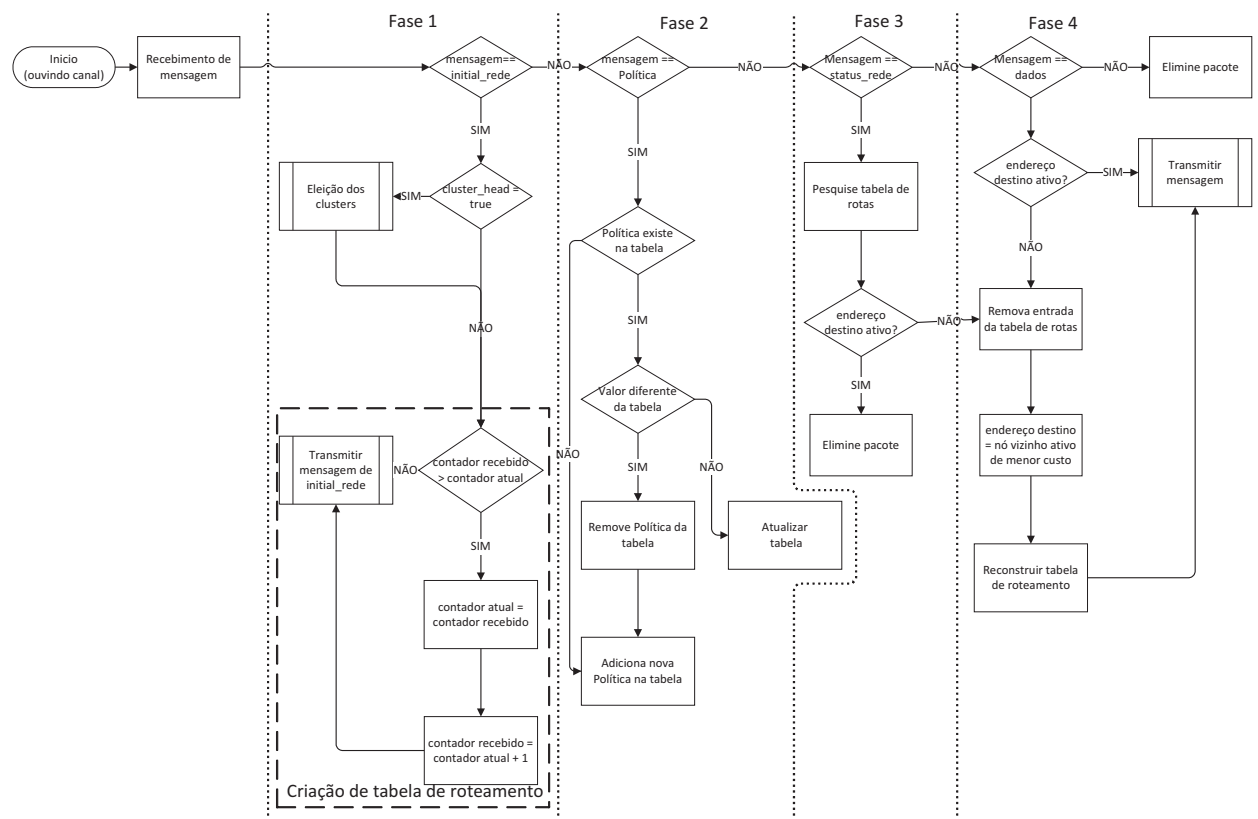 Fase 1
Fase 2
Fase 3
Fase 4
Inicio
(ouvindo canal)
Recebimento de
mensagem
mensagem==
initial_rede
NÃO
mensagem ==
Política
NÃO
Mensagem ==
status_rede
NÃO
Mensagem ==
dados
NÃO
Elimine pacote
SIM
cluster_head =
true
SIM
Eleição dos
clusters
NÃO
contador recebido
> contador atual
NÃO
Transmitir
mensagem de
initial_rede
SIM
contador atual =
contador recebido
contador recebido =
contador atual + 1
Criação de tabela de roteamento
SIM
Política existe
na tabela
NÃO
SIM
Valor diferente
da tabela
SIM
NÃO
Remove Política da
tabela
Atualizar
tabela
Adiciona nova
Política na tabela
SIM
Pesquise tabela de
rotas
endereço
destino ativo?
NÃO
SIM
Elimine pacote
endereço
destino ativo?
SIM
Transmitir
mensagem
NÃO
Remova entrada
da tabela de rotas
endereço destino
= nó vizinho ativo
de menor custo
Reconstruir tabela
de roteamento